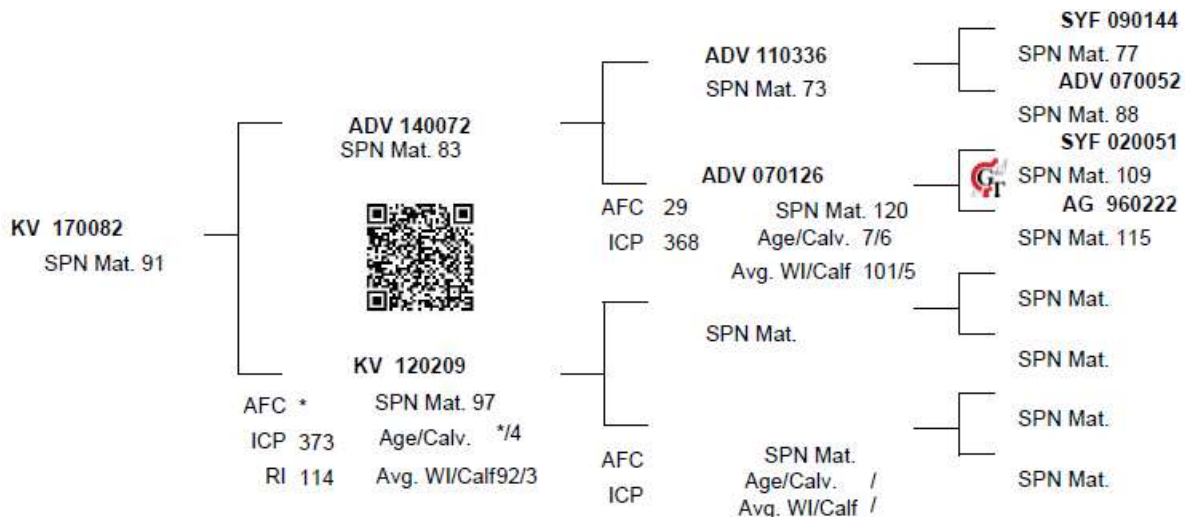 KV 170082
SPN Mat. 91
ADV 140072
SPN Mat. 83
KV 120209
AFC * SPN Mat. 97
ICP 373 Age/Calv. */4
RI 114 Avg. WI/Calf92/3
ADV 110336
SPN Mat. 73
ADV 070126
AFC 29 SPN Mat. 120
ICP 368 Age/Calv. 7/6
Avg. WI/Calf 101/5
SPN Mat.
AFC SPN Mat.
ICP Age/Calv. /
Avg. WI/Calf /
SYF 090144
SPN Mat. 77
ADV 070052
SPN Mat. 88
SYF 020051
GT
SPN Mat. 109
AG 960222
SPN Mat. 115
SPN Mat.
SPN Mat.
SPN Mat.
SPN Mat.